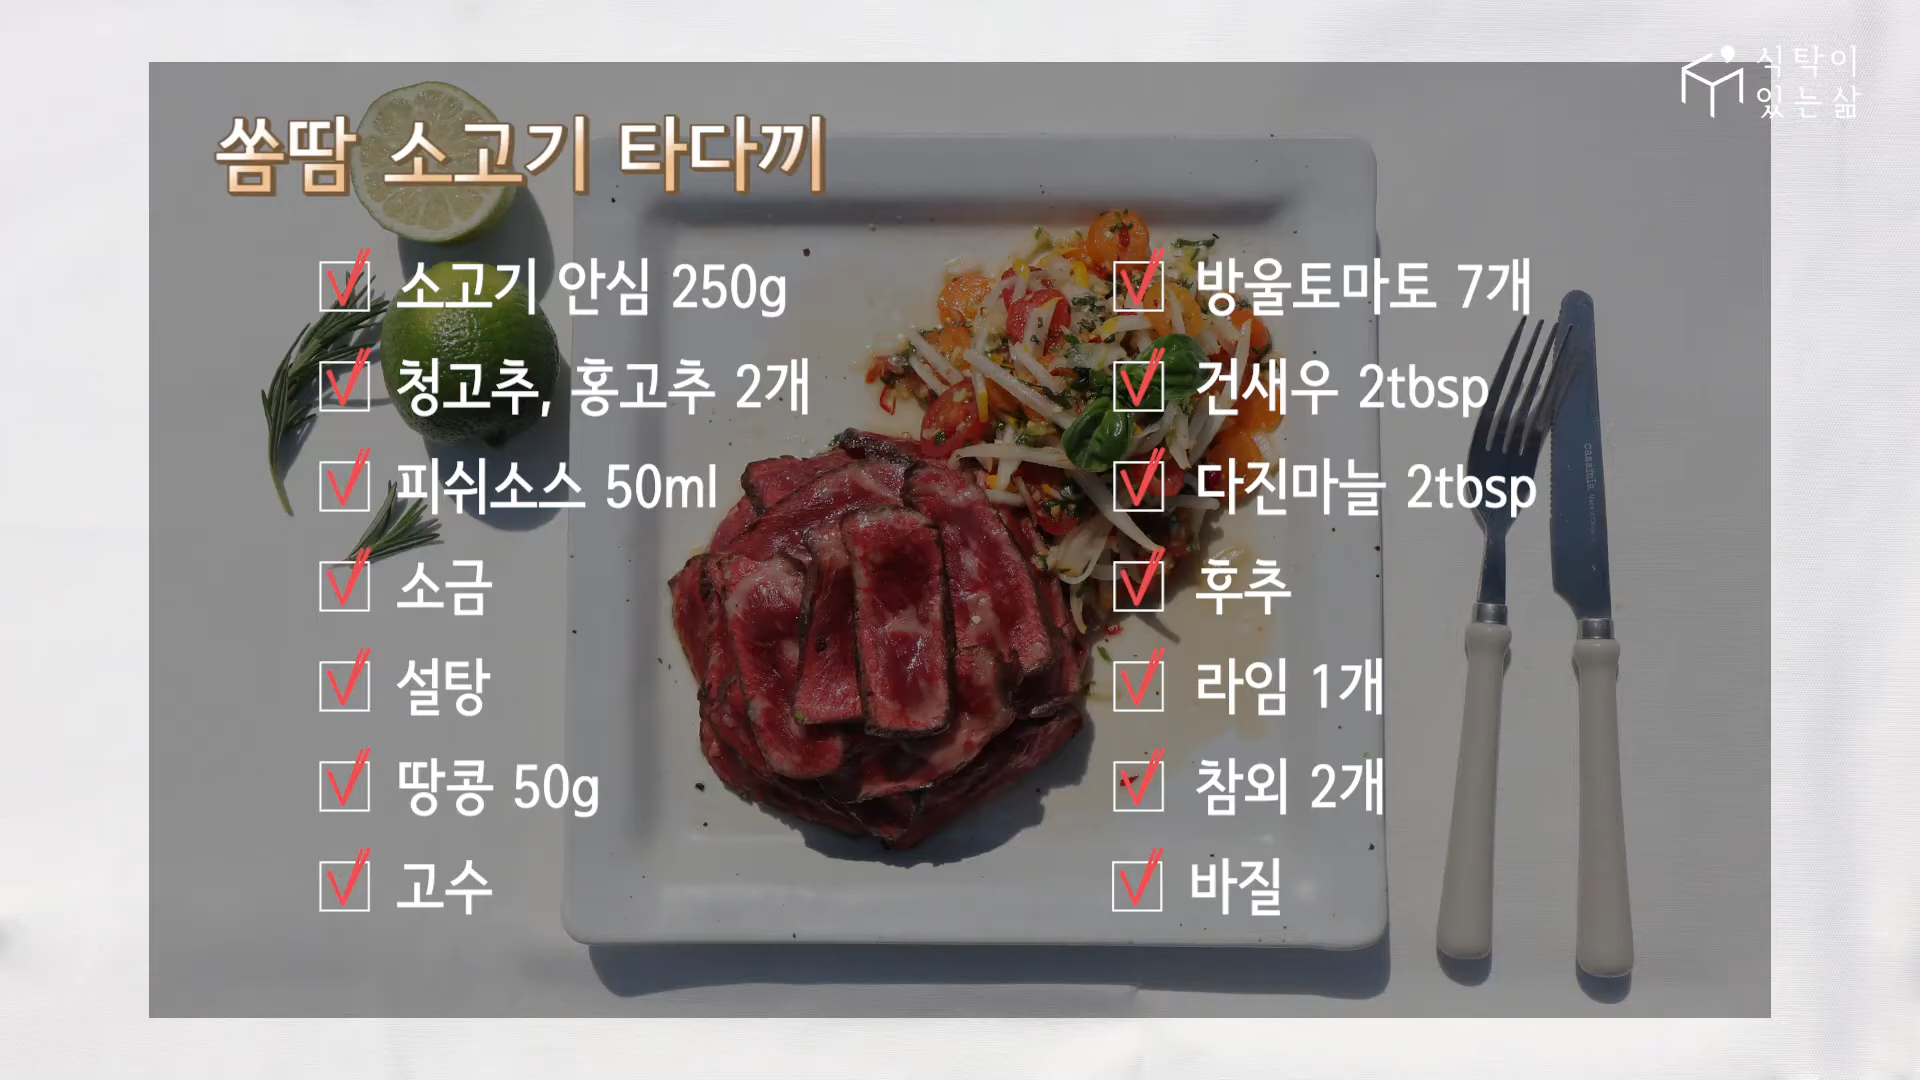 식탁이
있는 삶
쏨땀 소고기 타다끼
소고기 안심 250g
청고추, 홍고추 2개
피쉬소스 50ml
소금
설탕
땅콩 50g
고수
방울토마토 7개
건새우 2tbsp
다진마늘 2tbsp
후추
라임 1개
참외 2개
바질
casamia